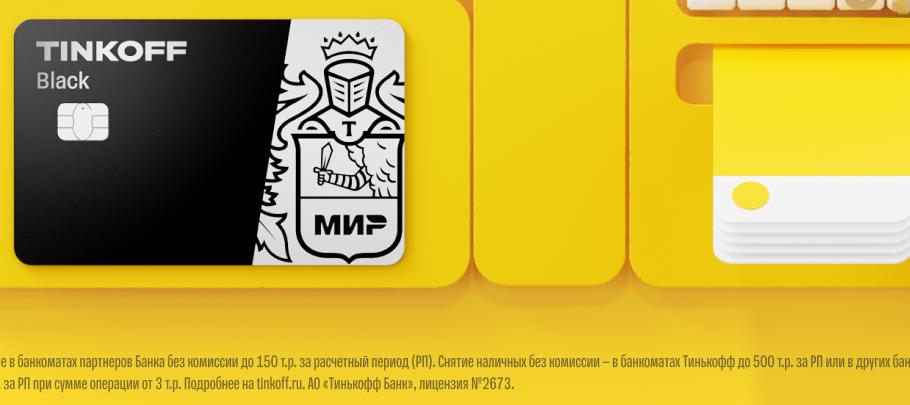 TINKOFF
Black
Т
МИР
в банкоматах партнеров Банка без комиссии до 150 т.р. за расчетный период (РП). Снятие наличных без комиссии – в банкоматах Тинькофф до 500 т.р. за РП или в других
за РП при сумме операции от 3 т.р. Подробнее на tinkoff.ru. АО «Тинькофф Банк», лицензия №2673.